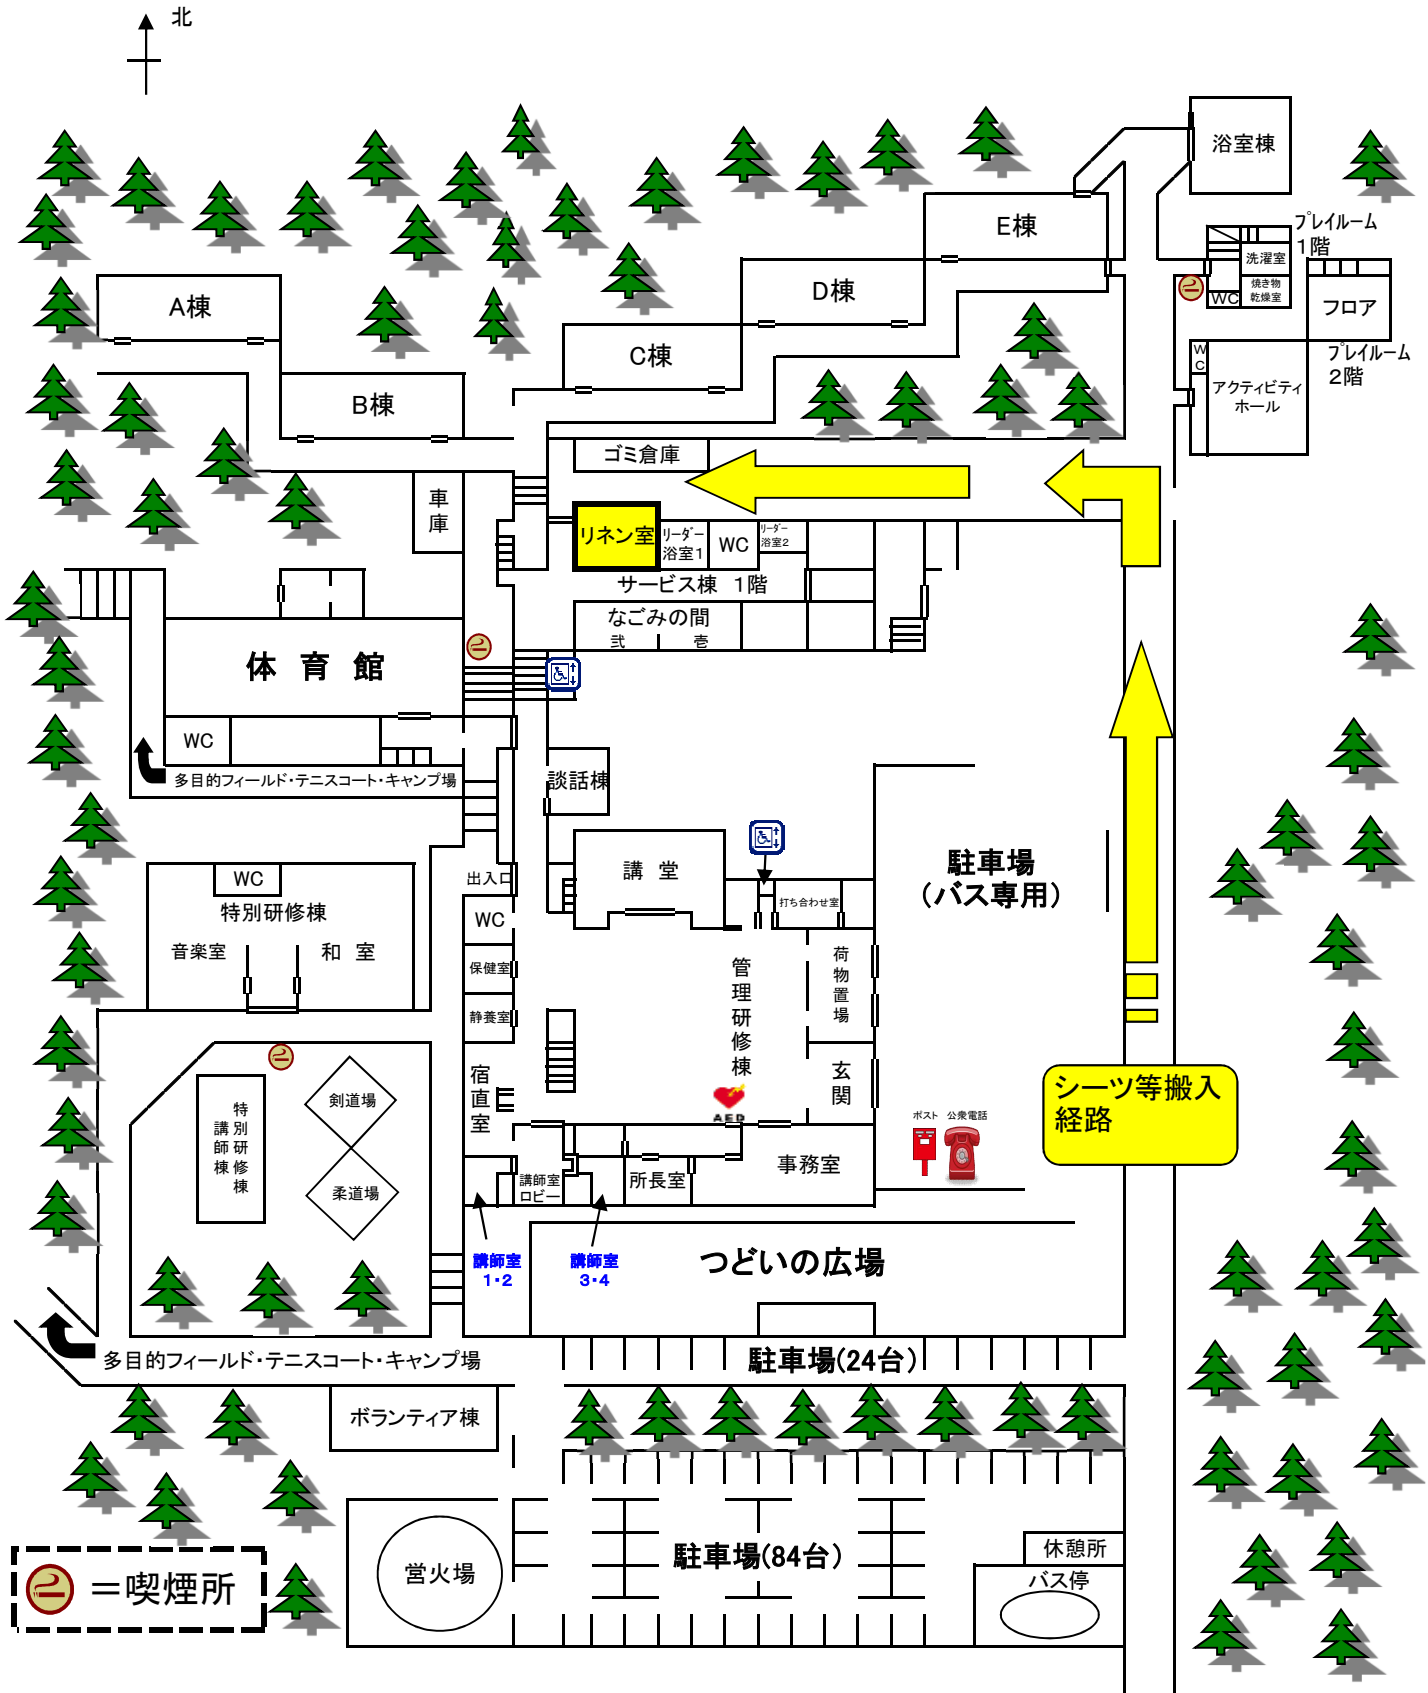 北
浴室棟
E棟
プレイルーム
1階
洗濯室
焼き物
乾燥室
WC
フロア
D棟
A棟
C棟
プレイルーム
2階
W
C
アクティビティ
ホール
B棟
ゴミ倉庫
車
庫
リネン室
リーダー
浴室1
WC
リーダー
浴室2
サービス棟 1階
なごみの間
弐 壱
体 育 館
WC
多目的フィールド・テニスコート・キャンプ場
談話棟
講 堂
駐車場
(バス専用)
WC
特別研修棟
音楽室
和 室
出入口
WC
保健室
静養室
打ち合わせ室
管
理
研
修
棟
荷
物
置
場
玄
関
宿
直
室
AED
ポスト 公衆電話
シーツ等搬入
経路
特
別
研
修
棟
講
師
棟
剣道場
柔道場
講師室
ロビー
所長室
事務室
講師室
1・2
講師室
3・4
つどいの広場
多目的フィールド・テニスコート・キャンプ場
駐車場(24台)
ボランティア棟
営火場
駐車場(84台)
休憩所
バス停
=喫煙所